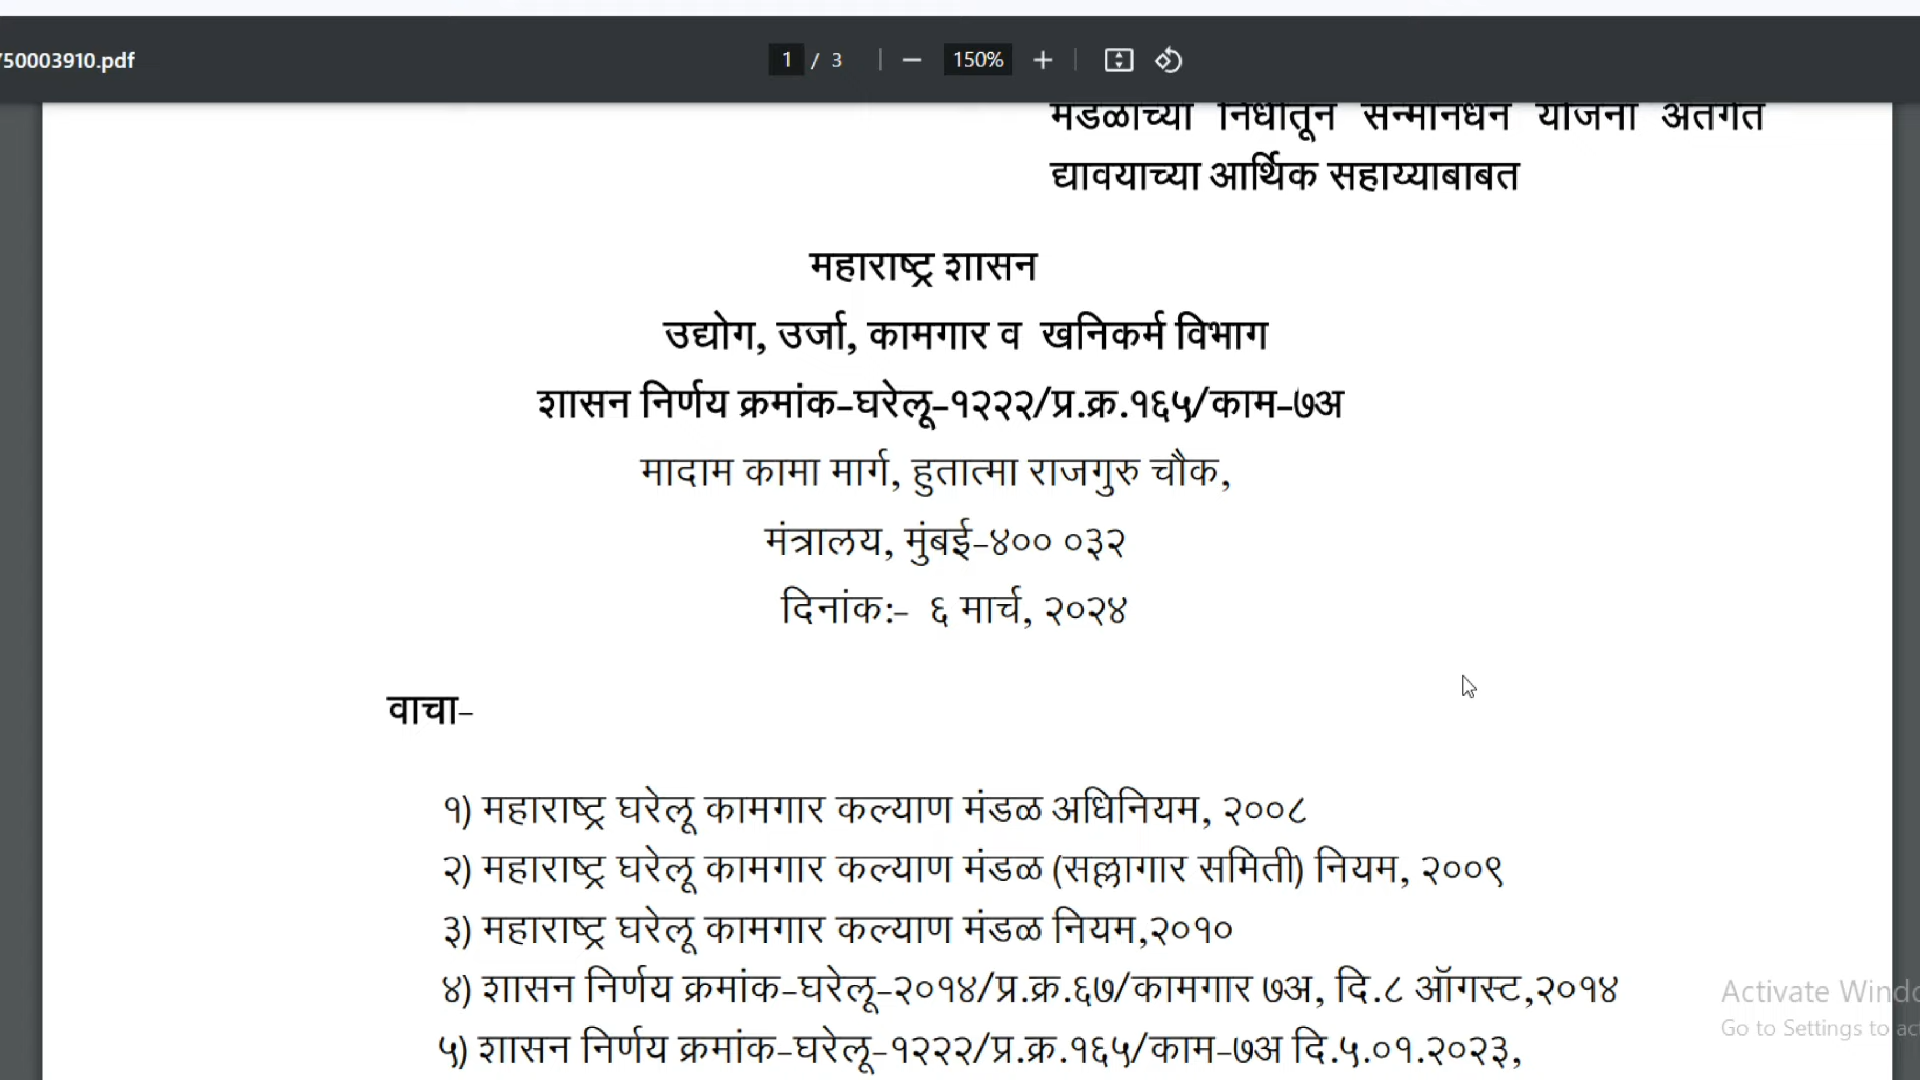 750003910.pdf
1 / 3 150%
मंडळाच्या निधीतून सन्मानधन योजना अंतर्गत
द्यावयाच्या आर्थिक सहाय्याबाबत
महाराष्ट्र शासन
उद्योग, उर्जा, कामगार व खनिकर्म विभाग
शासन निर्णय क्रमांक-घरेलू-१२२२/प्र.क्र.१६५/काम-७अ
मादाम कामा मार्ग, हुतात्मा राजगुरु चौक,
मंत्रालय, मुंबई-४०० ०३२
दिनांक:- ६ मार्च, २०२४
वाचा-
१) महाराष्ट्र घरेलू कामगार कल्याण मंडळ अधिनियम, २००८
२) महाराष्ट्र घरेलू कामगार कल्याण मंडळ (सल्लागार समिती) नियम, २००९
३) महाराष्ट्र घरेलू कामगार कल्याण मंडळ नियम,२०१०
४) शासन निर्णय क्रमांक-घरेलू-२०१४/प्र.क्र.६७/कामगार ७अ, दि.८ ऑगस्ट,२०१४
५) शासन निर्णय क्रमांक-घरेलू-१२२२/प्र.क्र.१६५/काम-७अ दि.५.०१.२०२३,
Activate Windo
Go to Settings to ac